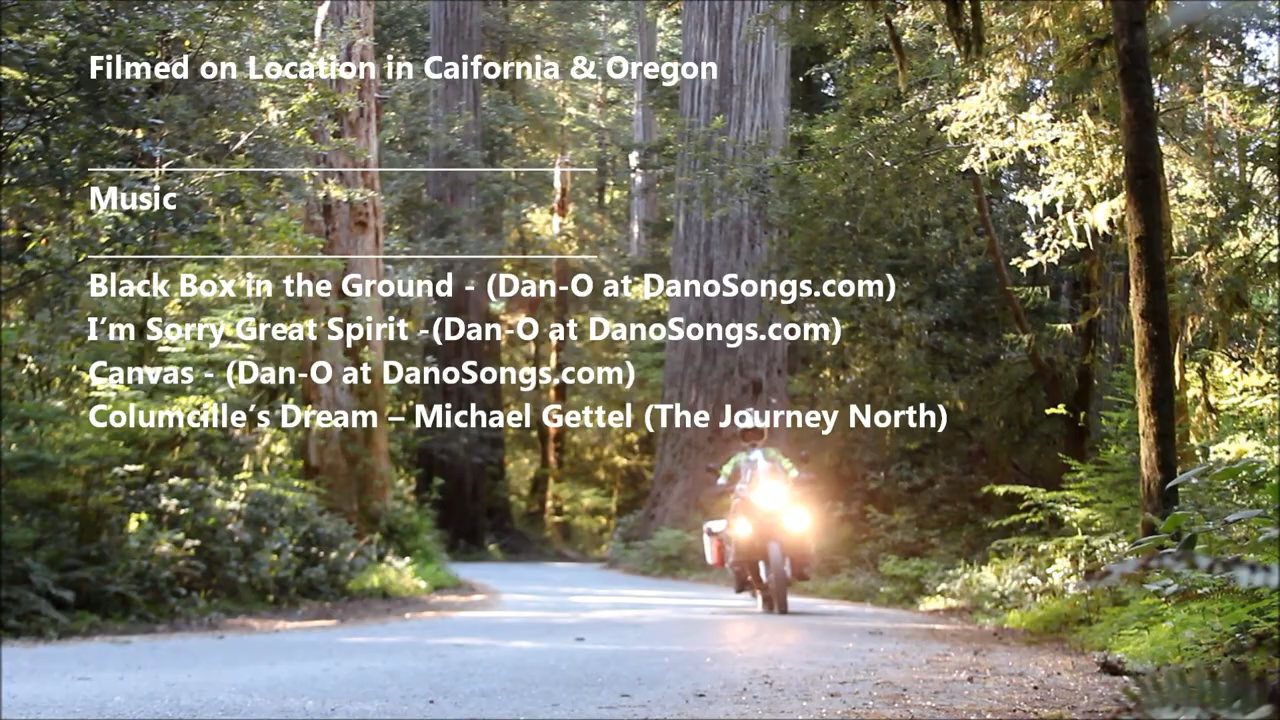 Filmed on Location in Caifornia & Oregon
Music
Black Box in the Ground - (Dan-O at DanoSongs.com)
I'm Sorry Great Spirit -(Dan-O at DanoSongs.com)
Canvas - (Dan-O at DanoSongs.com)
Columcille's Dream – Michael Gettel (The Journey North)